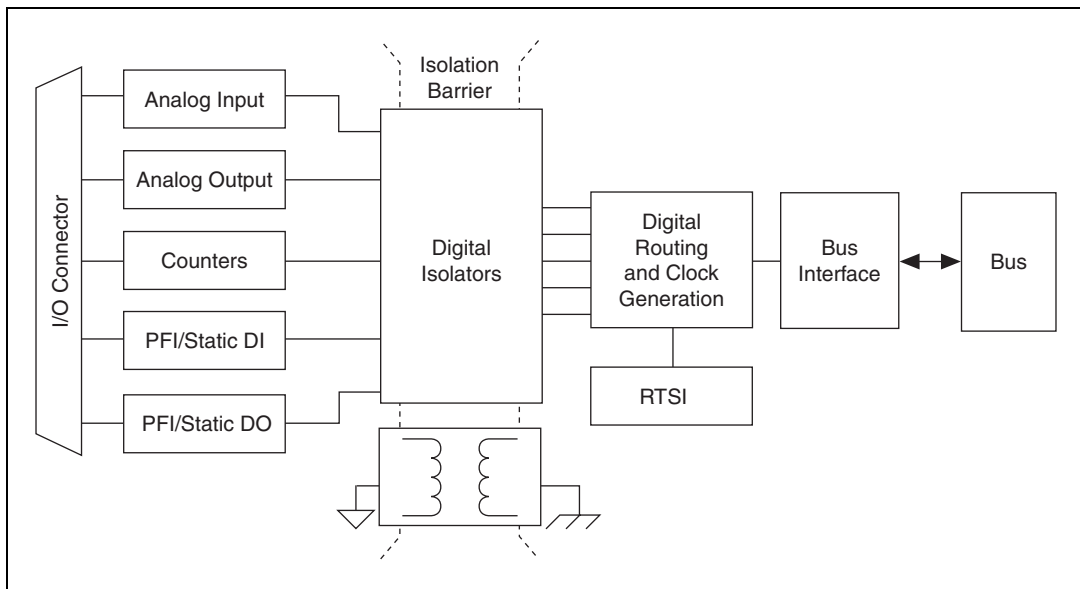 Isolation
Barrier
I/O Connector
Analog Input
Analog Output
Counters
PFI/Static DI
PFI/Static DO
Digital
Isolators
Digital
Routing
and Clock
Generation
RTSI
Bus
Interface
Bus